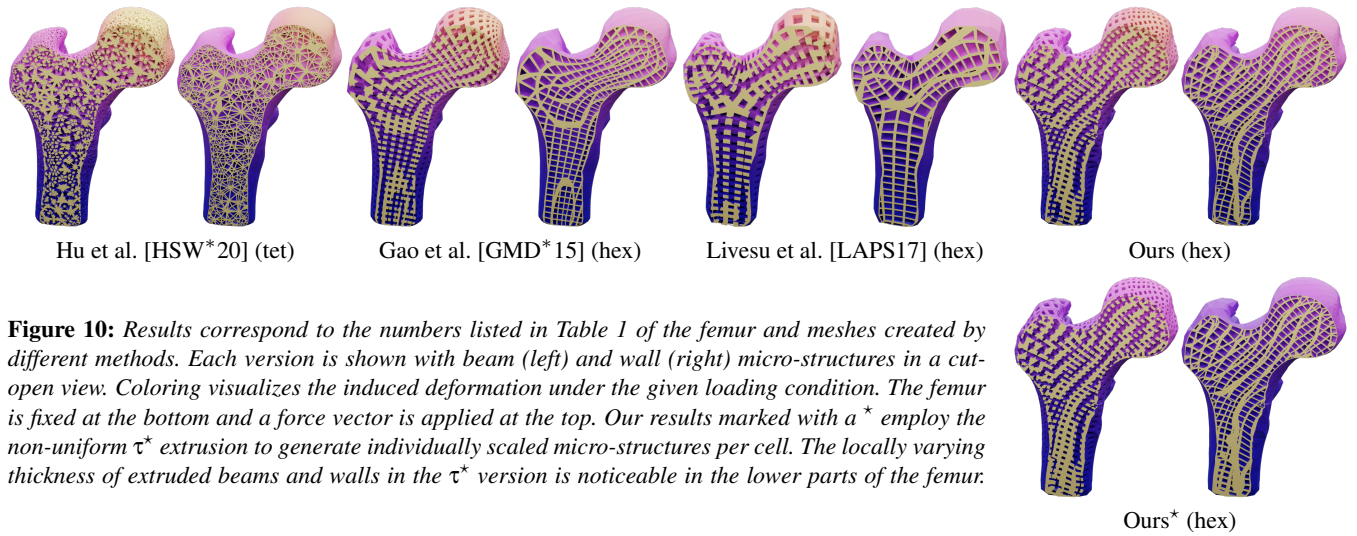 Hu et al. [HSW*20] (tet)
Gao et al. [GMD*15] (hex)
Livesu et al. [LAPS17] (hex)
Ours (hex)
Figure 10: Results correspond to the numbers listed in Table 1 of the femur and meshes created by
different methods. Each version is shown with beam (left) and wall (right) micro-structures in a cut-
open view. Coloring visualizes the induced deformation under the given loading condition. The femur
is fixed at the bottom and a force vector is applied at the top. Our results marked with a ⋆ employ the
non-uniform τ⋆ extrusion to generate individually scaled micro-structures per cell. The locally varying
thickness of extruded beams and walls in the τ⋆ version is noticeable in the lower parts of the femur.
Ours⋆ (hex)